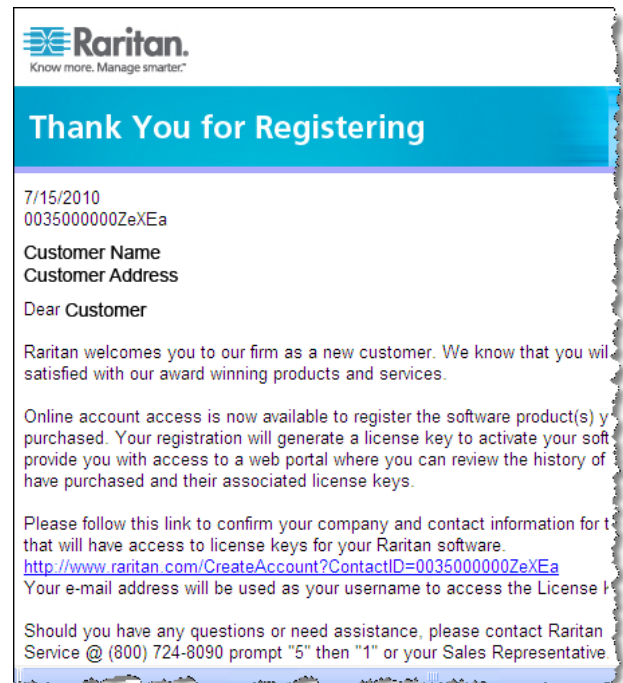 Raritan.
Know more. Manage smarter.™
Thank You for Registering
7/15/2010
0035000000ZeXEa
Customer Name
Customer Address
Dear Customer
Raritan welcomes you to our firm as a new customer. We know that you wil
satisfied with our award winning products and services.
Online account access is now available to register the software product(s) y
purchased. Your registration will generate a license key to activate your soft
provide you with access to a web portal where you can review the history of
have purchased and their associated license keys.
Please follow this link to confirm your company and contact information for t
that will have access to license keys for your Raritan software.
http://www.raritan.com/CreateAccount?ContactID=0035000000ZeXEa
Your e-mail address will be used as your username to access the License
Should you have any questions or need assistance, please contact Raritan
Service @ (800) 724-8090 prompt "5" then "1" or your Sales Representative.